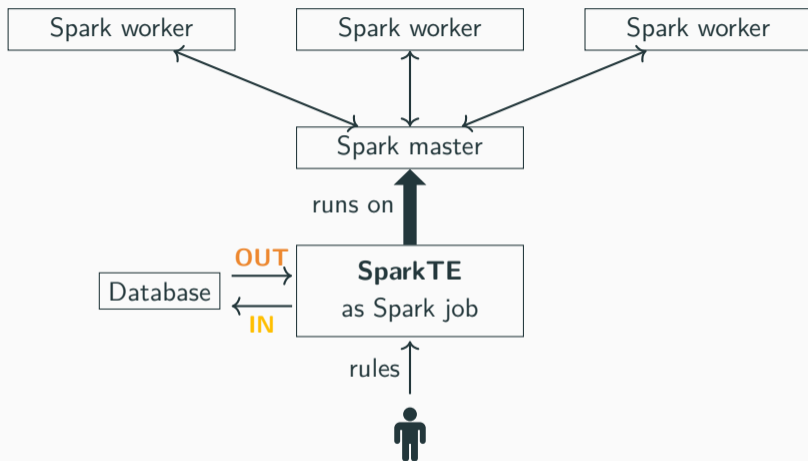 Spark worker
Spark worker
Spark worker
Spark master
runs on
OUT
SparkTE
Database
as Spark job
IN
rules